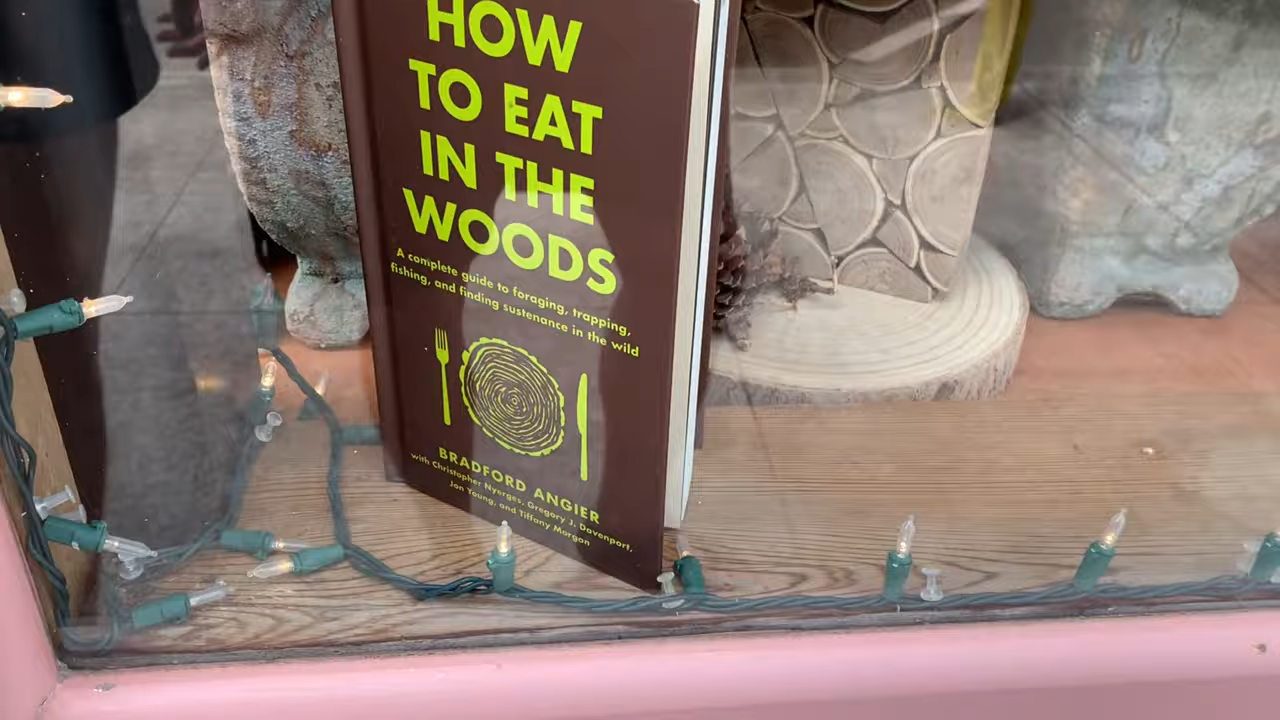 HOW
TO EAT
IN THE
WOODS
A complete guide to foraging, trapping,
fishing, and finding sustenance in the wild
BRADFORD ANGIER
with Christopher Nyerges, Gregory J. Davenport,
Jon Young, and Tiffany Morgan